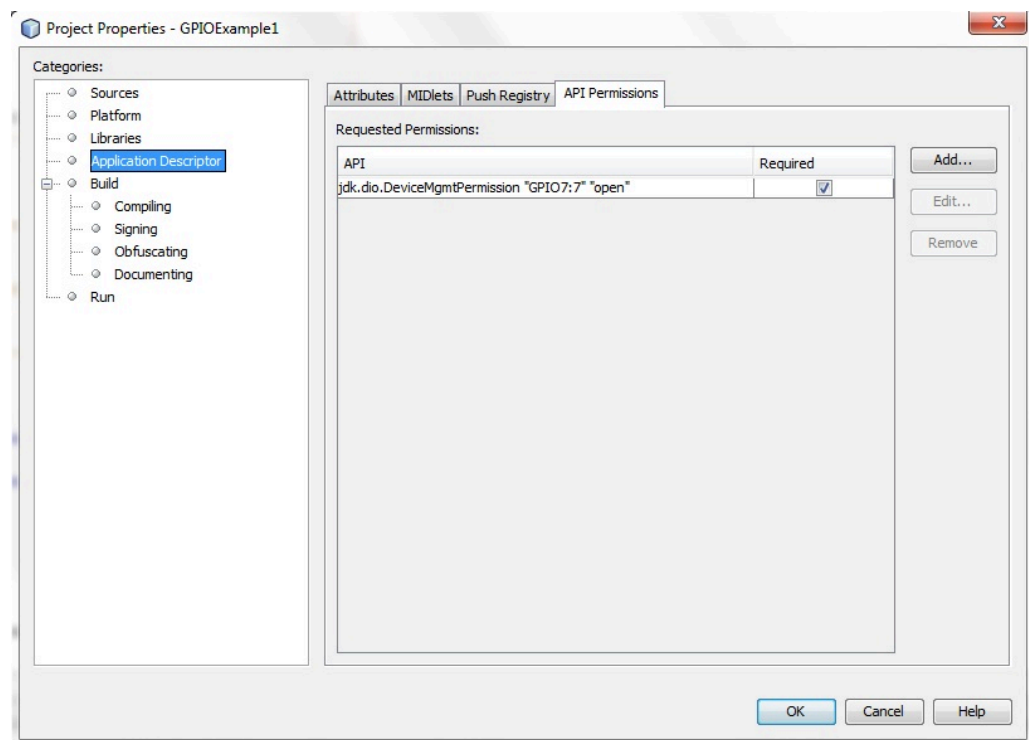 Project Properties - GPIOExample1
Categories:
Sources
Platform
Libraries
Application Descriptor
Build
Compiling
Signing
Obfuscating
Documenting
Run
Attributes MIDlets Push Registry API Permissions
Requested Permissions:
API Required
jdk.dio.DeviceMgmtPermission "GPIO7:7" "open"
Add...
Edit...
Remove
OK Cancel Help